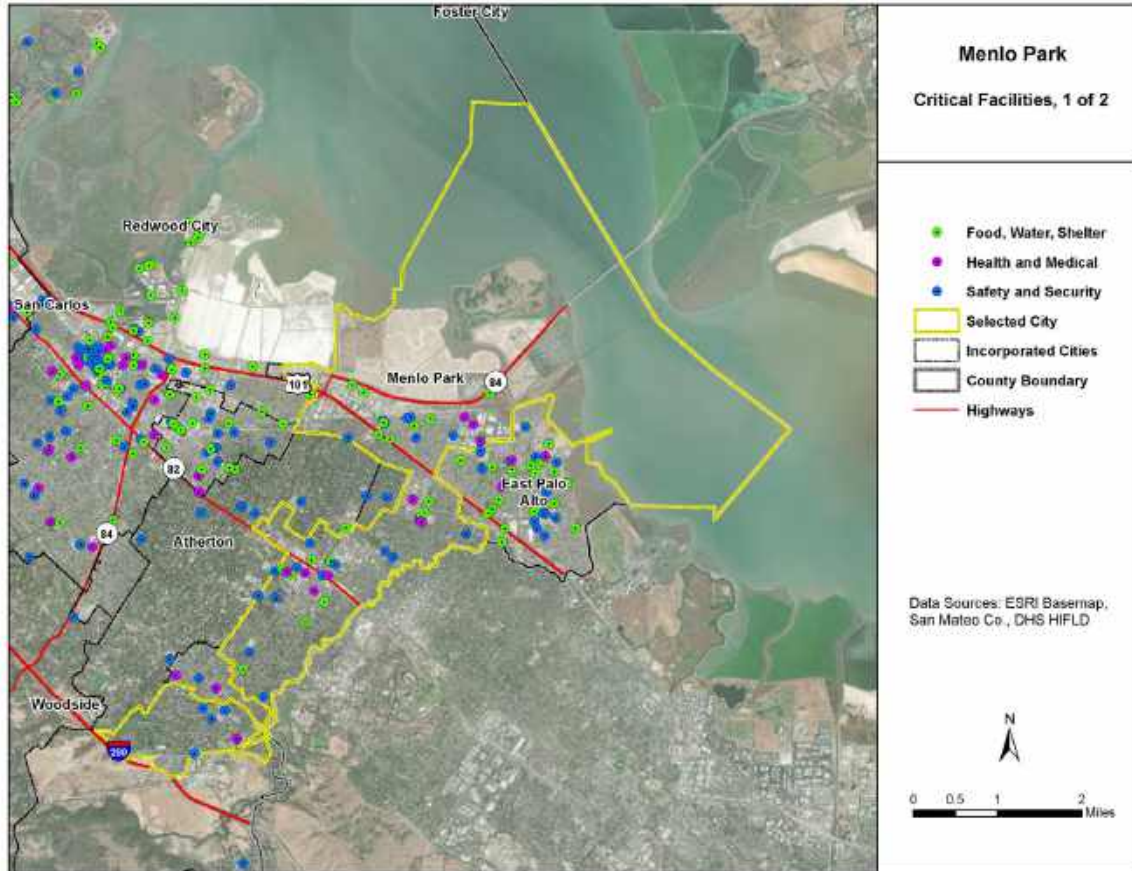 Foster City
Redwood City
San Carlos
101
Menlo Park
84
82
East Palo
Alto
84
Atherton
Woodside
280
Menlo Park
Critical Facilities, 1 of 2
Food, Water, Shelter
Health and Medical
Safety and Security
Selected City
Incorporated Cities
County Boundary
Highways
Data Sources: ESRI Basemap,
San Mateo Co., DHS HIFLD
N
0 0.5 1 2
Miles